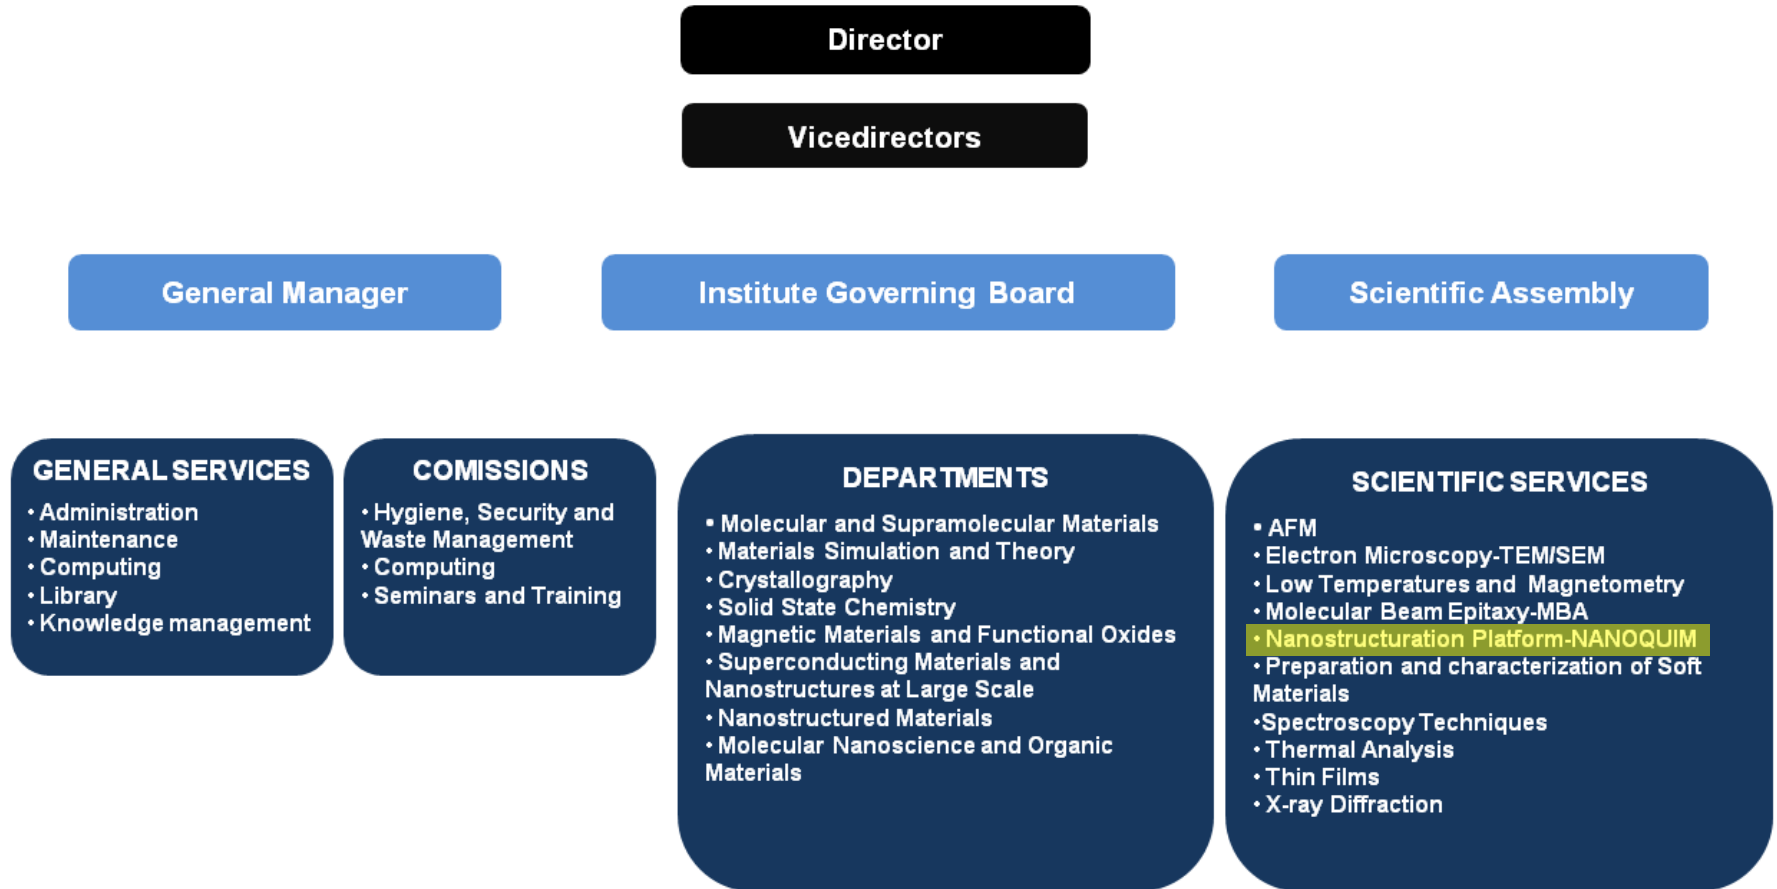 Director
Vicedirectors
General Manager
Institute Governing Board
Scientific Assembly
GENERAL SERVICES
• Administration
• Maintenance
• Computing
• Library
• Knowledge management
COMISSIONS
• Hygiene, Security and
Waste Management
• Computing
• Seminars and Training
DEPARTMENTS
• Molecular and Supramolecular Materials
• Materials Simulation and Theory
• Crystallography
• Solid State Chemistry
• Magnetic Materials and Functional Oxides
• Superconducting Materials and
Nanostructures at Large Scale
• Nanostructured Materials
• Molecular Nanoscience and Organic
Materials
SCIENTIFIC SERVICES
• AFM
• Electron Microscopy-TEM/SEM
• Low Temperatures and Magnetometry
• Molecular Beam Epitaxy-MBA
• Nanostructuration Platform-NANOQUIM
• Preparation and characterization of Soft
Materials
•Spectroscopy Techniques
• Thermal Analysis
• Thin Films
• X-ray Diffraction